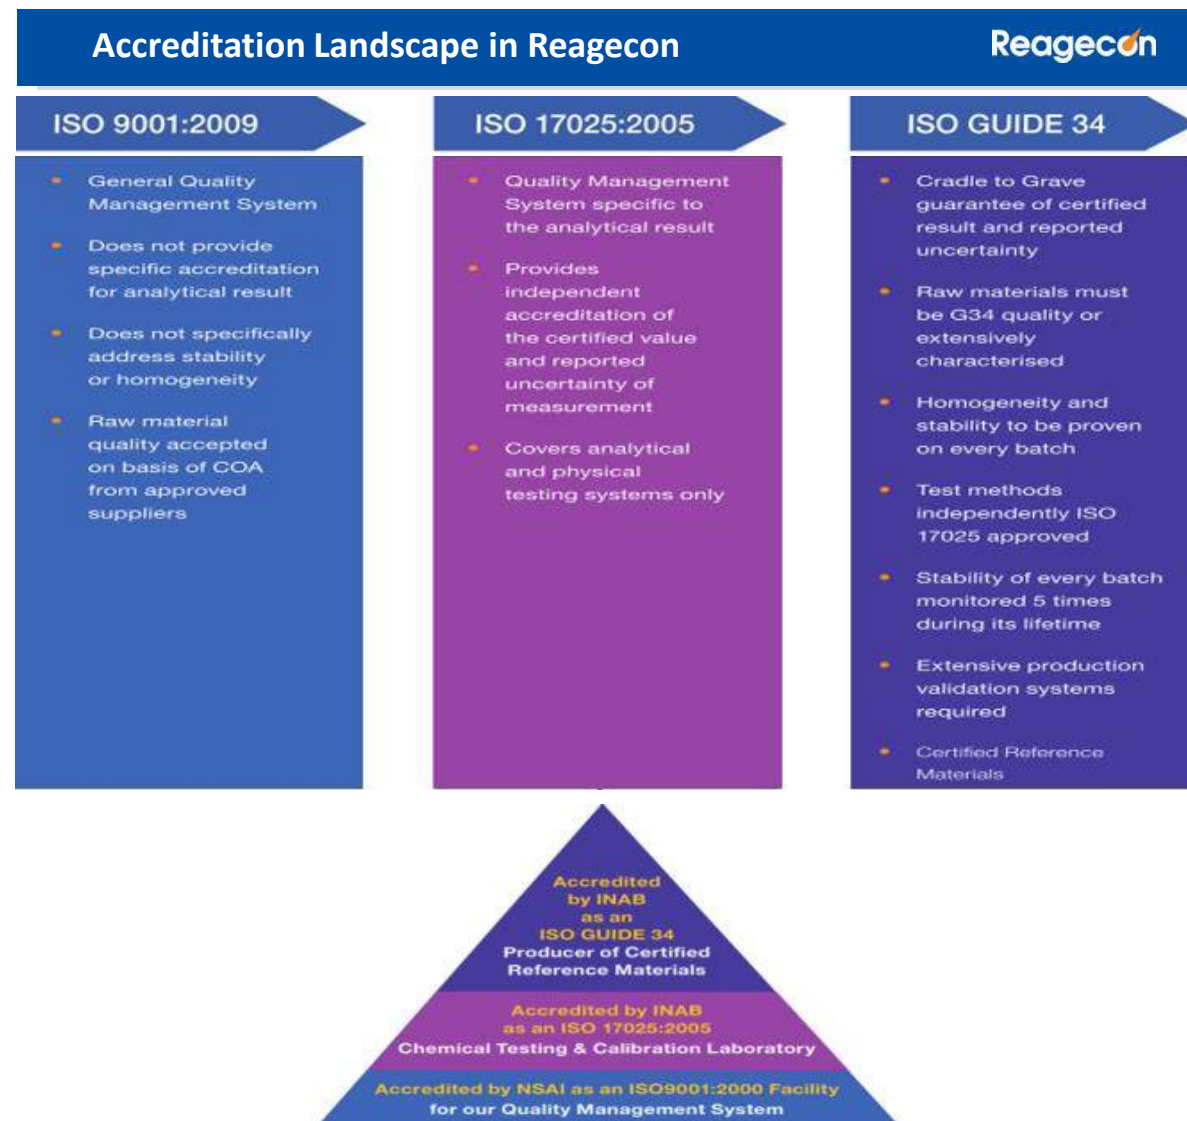 Accreditation Landscape in Reagecon
Reagecon
ISO 9001:2009
• General Quality
Management System
• Does not provide
specific accreditation
for analytical result
• Does not specifically
address stability
or homogeneity
• Raw material
quality accepted
on basis of COA
from approved
suppliers
ISO 17025:2005
• Quality Management
System specific to
the analytical result
• Provides
independent
accreditation of
the certified value
and reported
uncertainty of
measurement
• Covers analytical
and physical
testing systems only
ISO GUIDE 34
• Cradle to Grave
guarantee of certified
result and reported
uncertainty
• Raw materials must
be G34 quality or
extensively
characterised
• Homogeneity and
stability to be proven
on every batch
• Test methods
independently ISO
17025 approved
• Stability of every batch
monitored 5 times
during its lifetime
• Extensive production
validation systems
required
• Certified Reference
Materials
Accredited
by INAB
as an
ISO GUIDE 34
Producer of Certified
Reference Materials
Accredited by INAB
as an ISO 17025:2005
Chemical Testing & Calibration Laboratory
Accredited by NSAI as an ISO9001:2000 Facility
for our Quality Management System